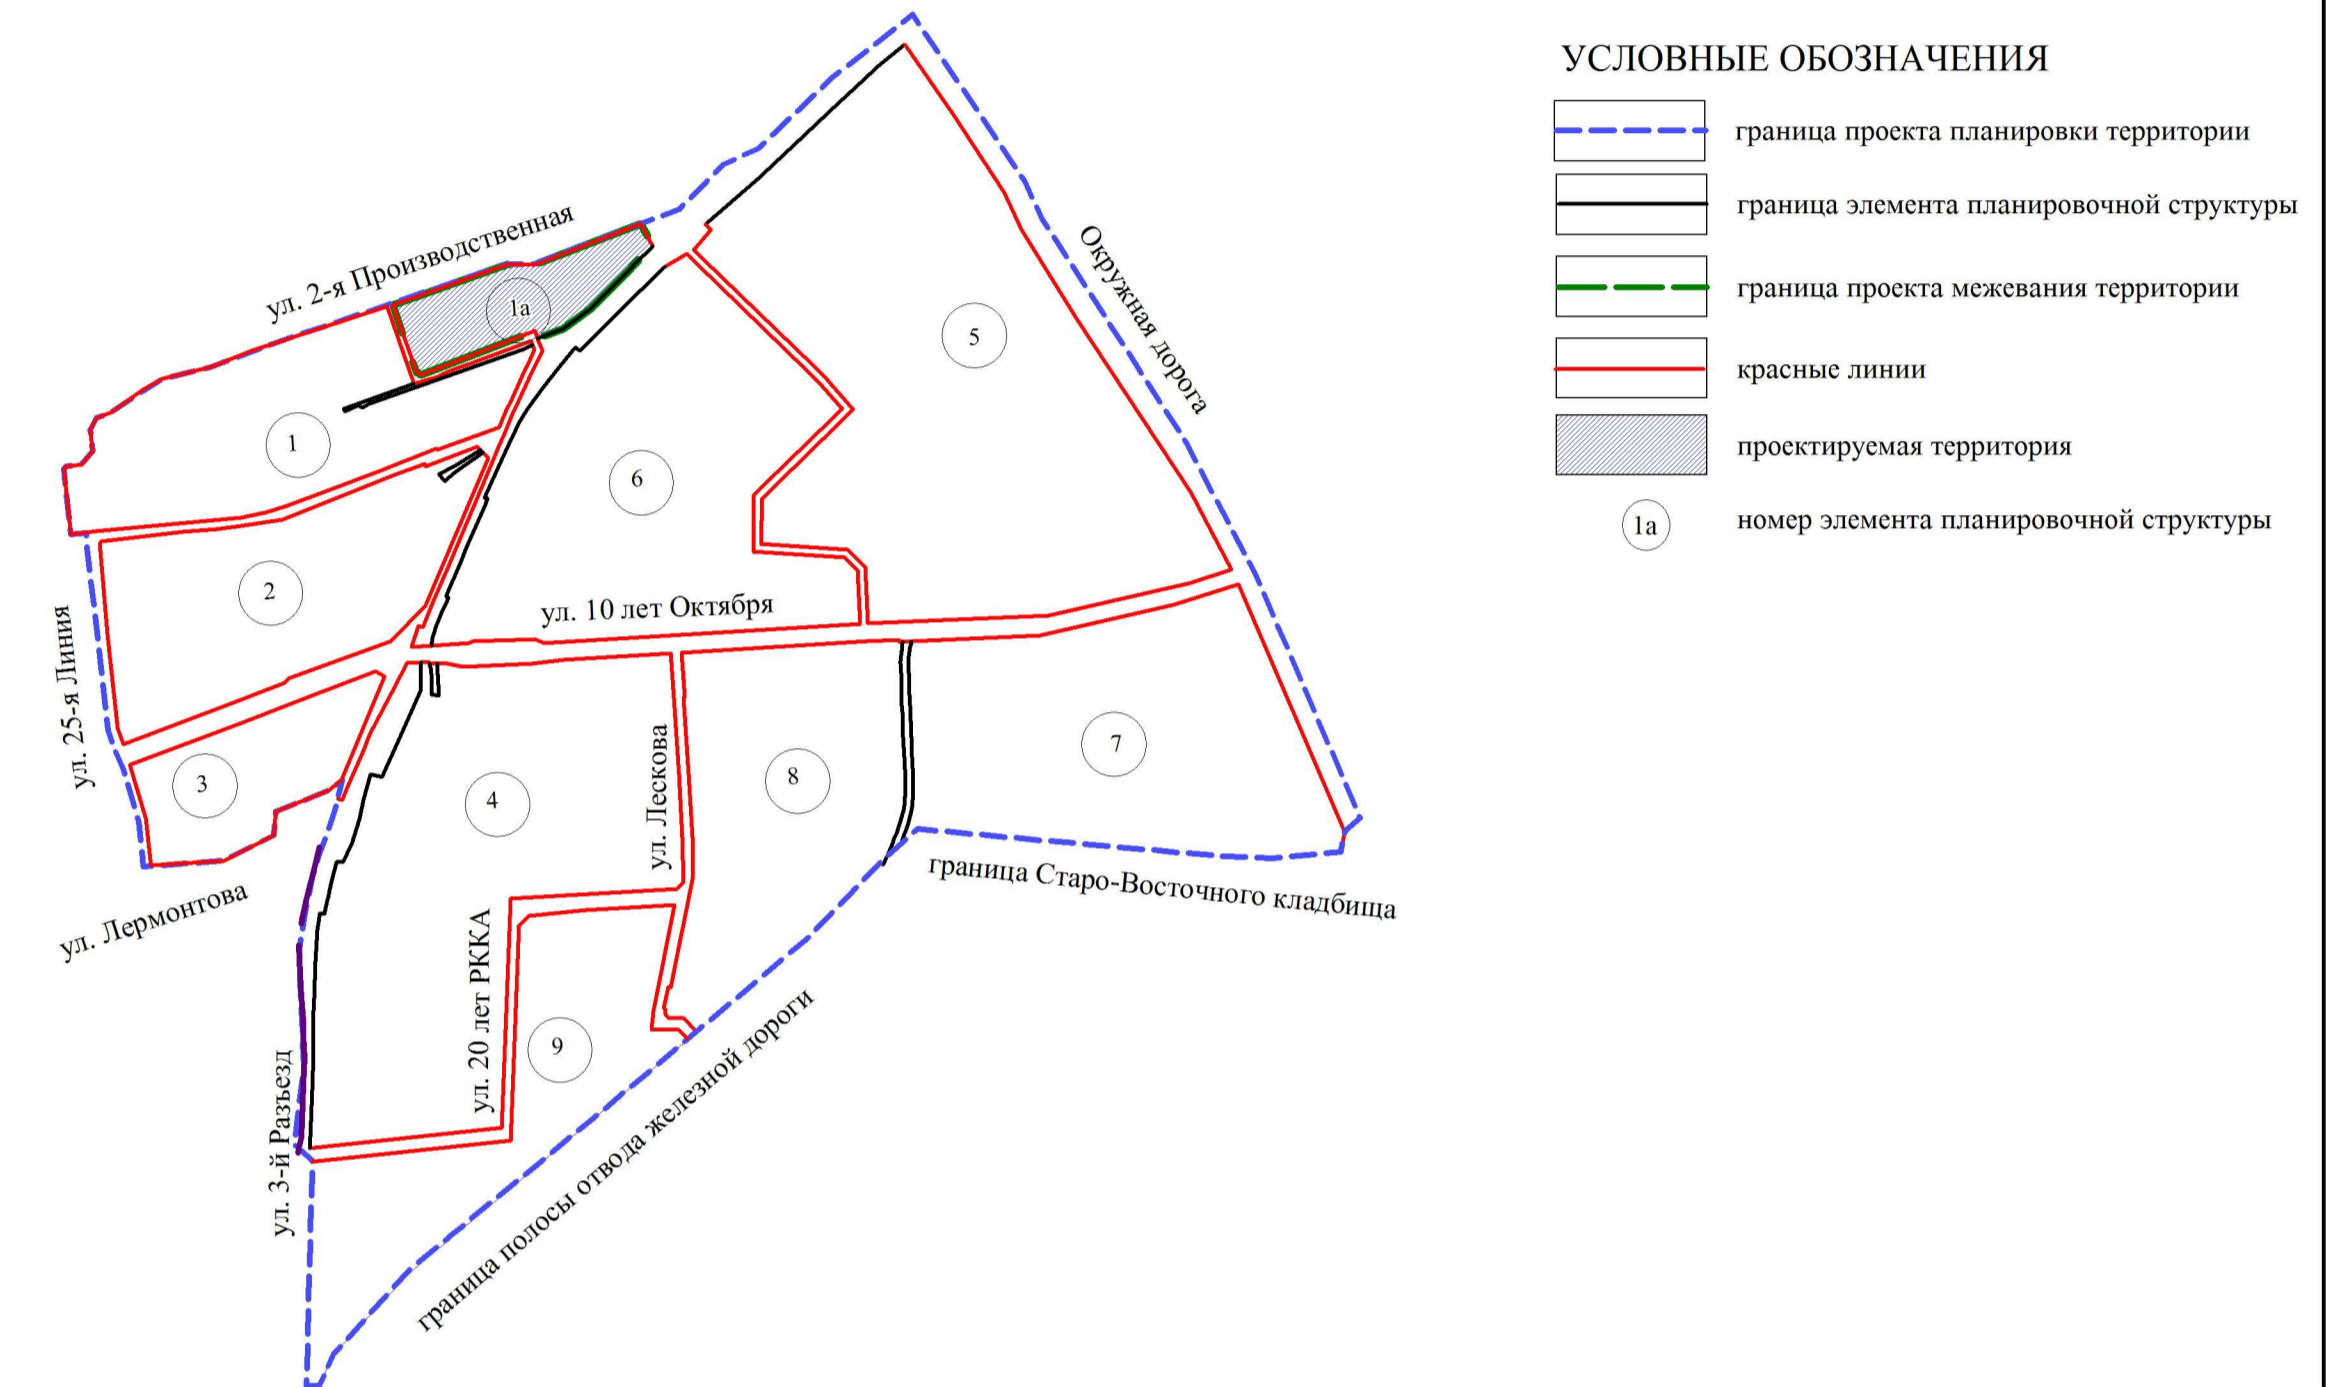 УСЛОВНЫЕ ОБОЗНАЧЕНИЯ
граница проекта планировки территории
граница элемента планировочной структуры
граница проекта межевания территории
красные линии
проектируемая территория
1а
номер элемента планировочной структуры
ул. 2-я Производственная
1а
Окружная дорога
5
1
6
2
ул. 10 лет Октября
ул. 25-я Линия
3
4
ул. Лескова
8
7
граница Старо-Восточного кладбища
ул. Лермонтова
ул. 20 лет РККА
9
ул. 3-й Разъезд
граница полосы отвода железной дороги